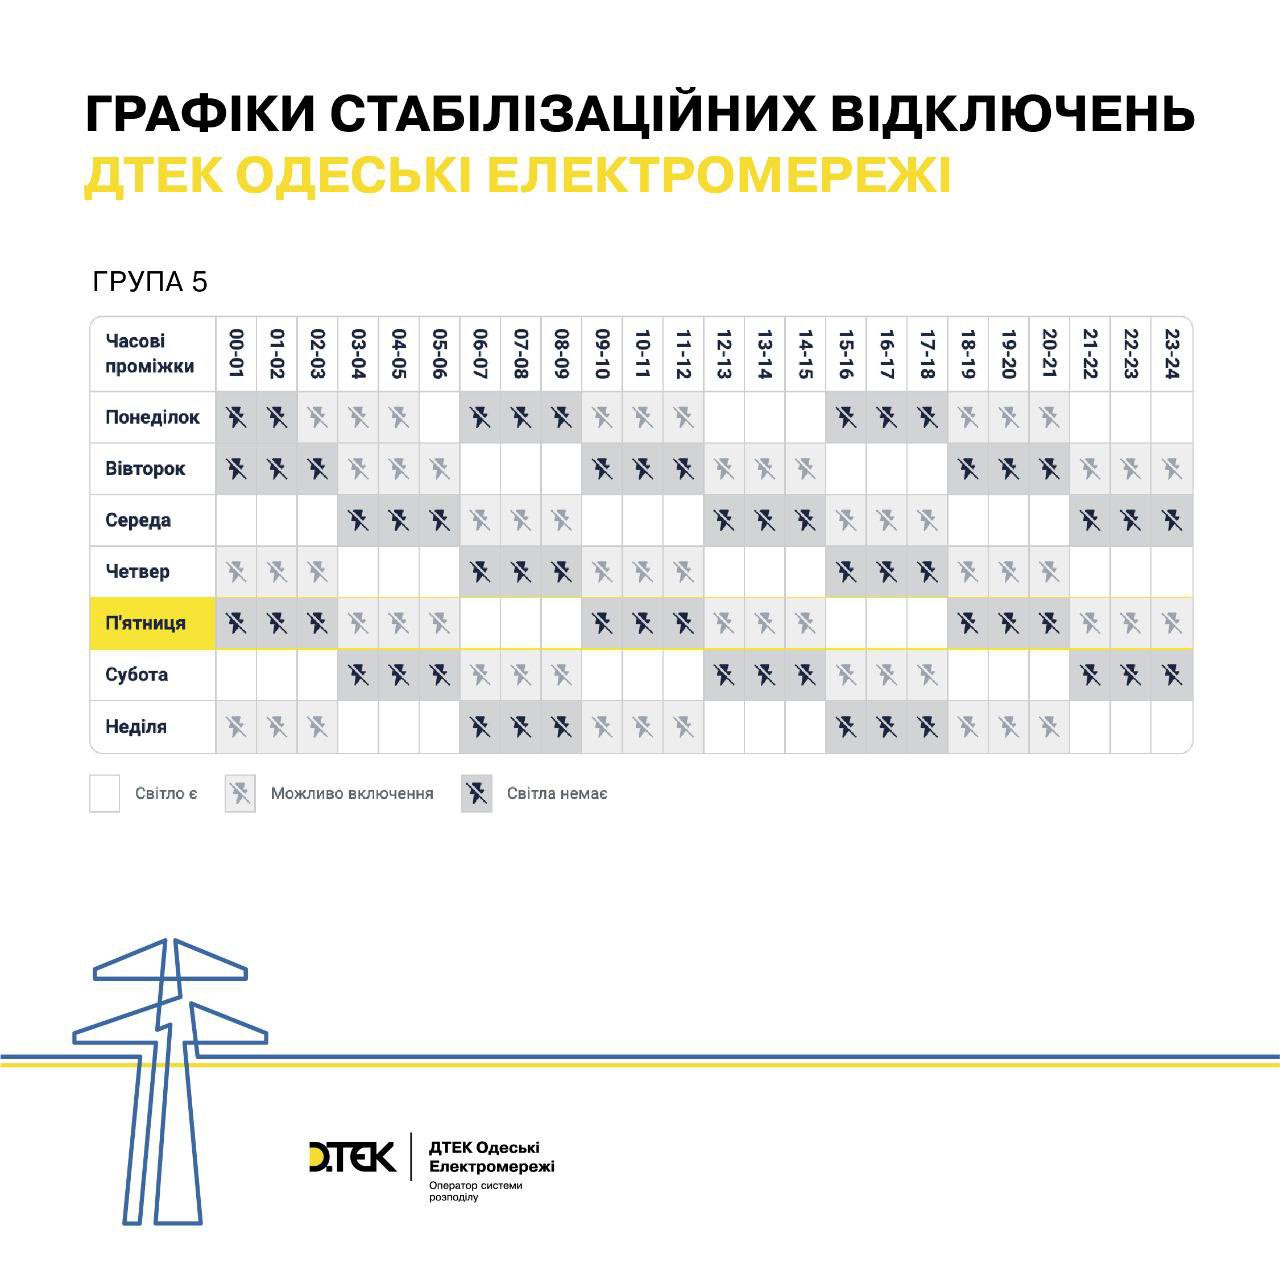 ГРАФІКИ СТАБІЛІЗАЦІЙНИХ ВІДКЛЮЧЕНЬ
ДТЕК ОДЕСЬКІ ЕЛЕКТРОМЕРЕЖІ
ГРУПА 5
Часові
проміжки
00-01 01-02 02-03 03-04 04-05 05-06 06-07 07-08 08-09 09-10 10-11 11-12 12-13 13-14 14-15 15-16 16-17 17-18 18-19 19-20 20-21 21-22 22-23 23-24
Понеділок
Вівторок
Середа
Четвер
П'ятниця
Субота
Неділя
Світло є Можливо включення Світла немає
ДТЕК
ДТЕК Одеські
Електромережі
Оператор системи
розподілу